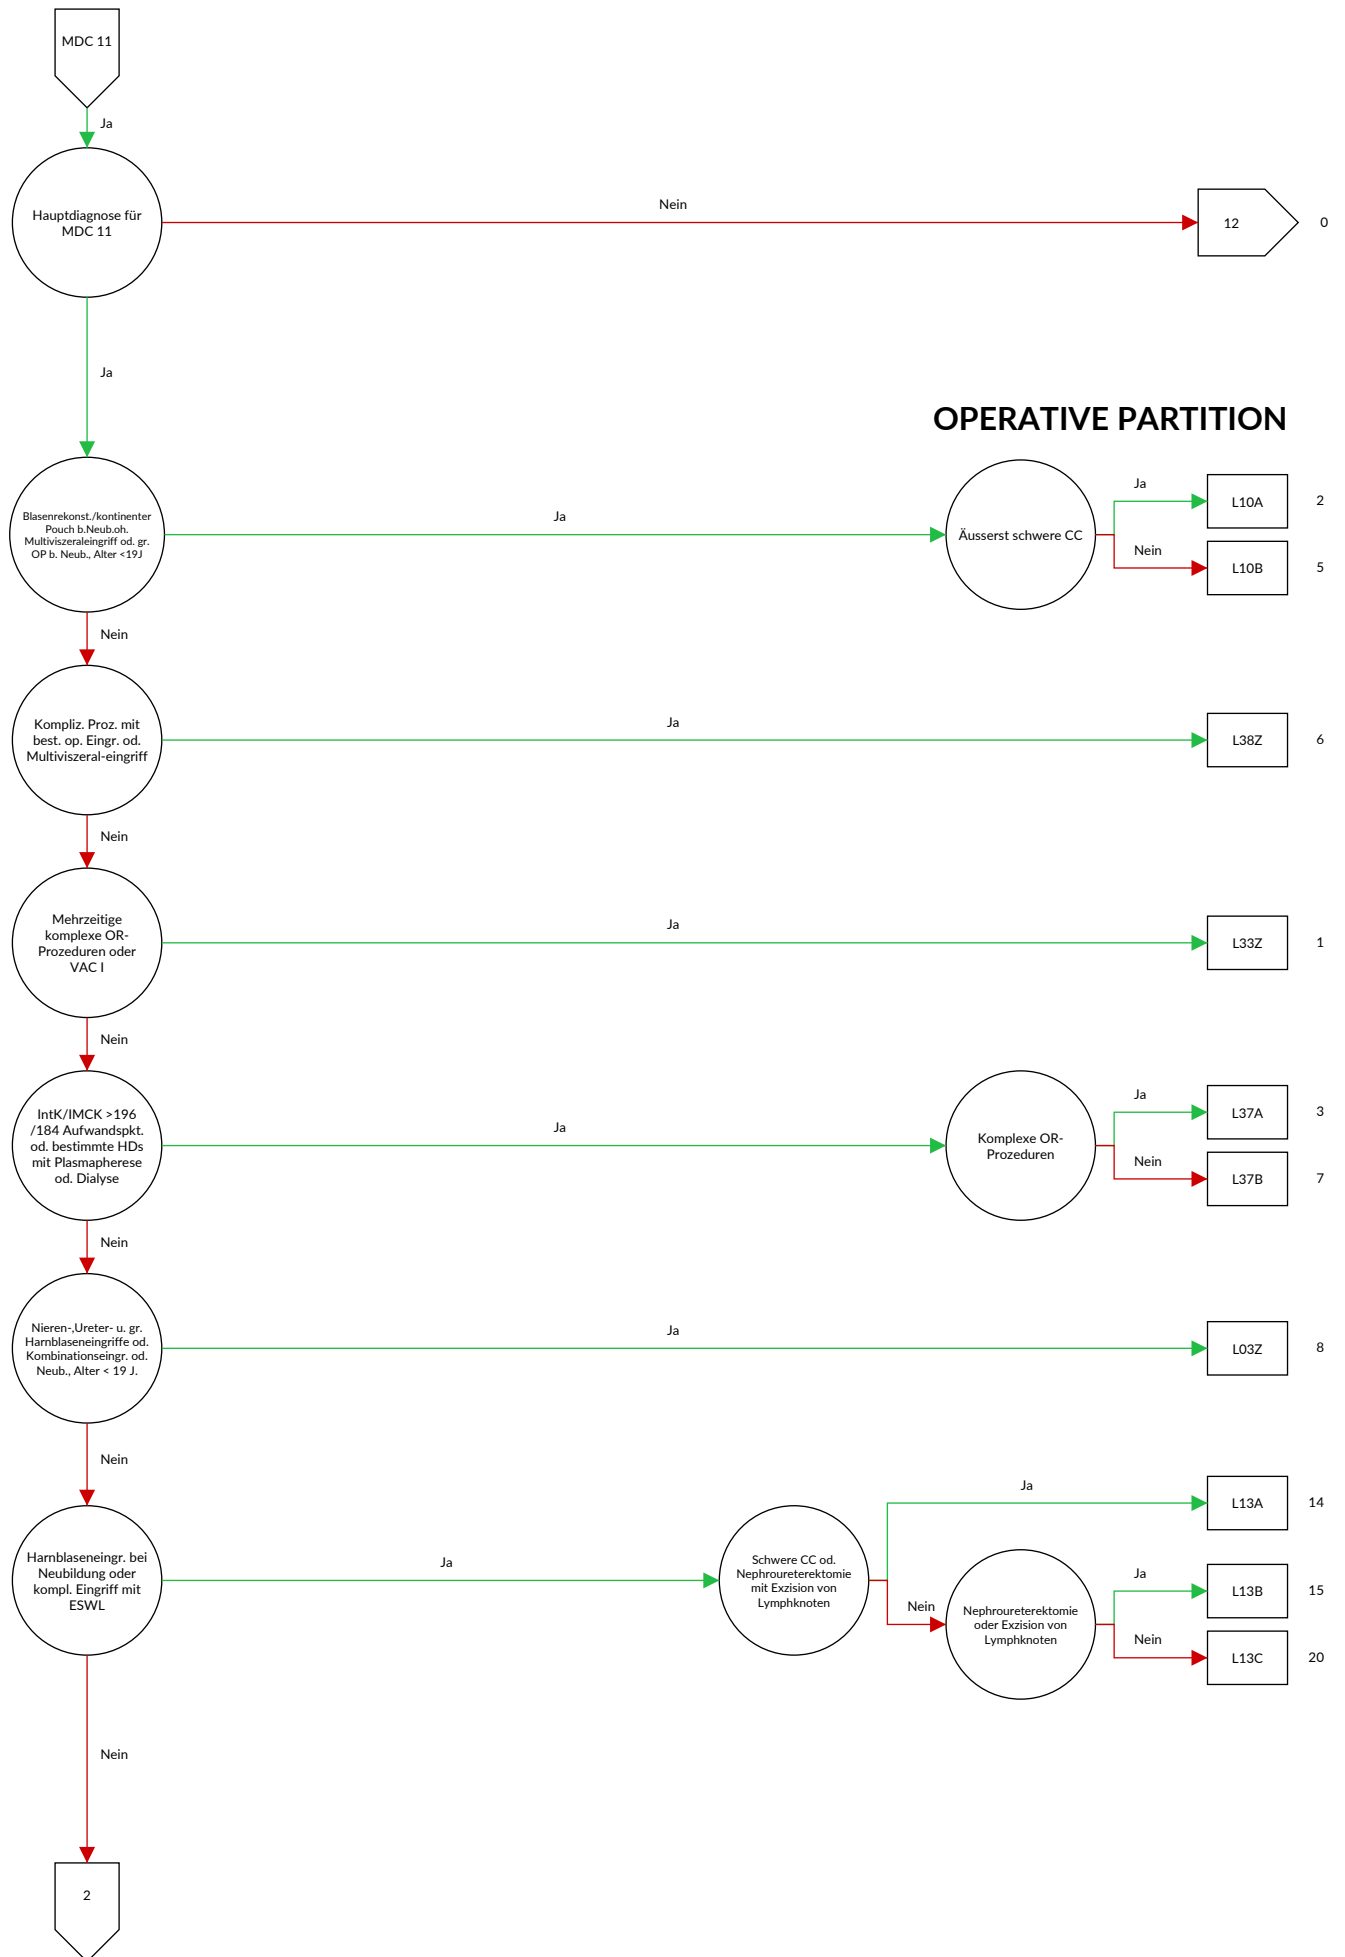 MDC 11
Ja
Hauptdiagnose für
MDC 11
Nein
12
0
Ja
OPERATIVE PARTITION
Blasenrekonst./kontinenter
Pouch b.Neub.oh.
Multiviszeraleingriff od. gr.
OP b. Neub., Alter <19J
Ja
Äusserst schwere CC
Ja
L10A
2
Nein
L10B
5
Nein
Kompliz. Proz. mit
best. op. Eingr. od.
Multiviszeral-eingriff
Ja
L38Z
6
Nein
Mehrzeitige
komplexe OR-
Prozeduren oder
VAC I
Ja
L33Z
1
Nein
IntK/IMCK >196
/184 Aufwandspkt.
od. bestimmte HDs
mit Plasmapherese
od. Dialyse
Ja
Komplexe OR-
Prozeduren
Ja
L37A
3
Nein
L37B
7
Nein
Nieren-,Ureter- u. gr.
Harnblaseneingriffe od.
Kombinationseingr. od.
Neub., Alter < 19 J.
Ja
L03Z
8
Nein
Harnblaseneingr. bei
Neubildung oder
kompl. Eingriff mit
ESWL
Ja
Schwere CC od.
Nephroureterektomie
mit Exzision von
Lymphknoten
Ja
L13A
14
Nein
Nephroureterektomie
oder Exzision von
Lymphknoten
Ja
L13B
15
Nein
L13C
20
Nein
2